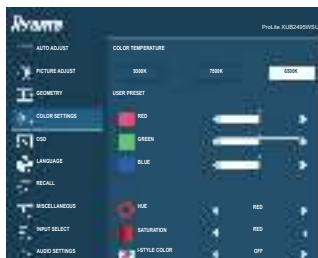 iiyama
ProLite XUB2495WSU
AUTO ADJUST
COLOR TEMPERATURE
PICTURE ADJUST
9300K 7500K 6500K
GEOMETRY
USER PRESET
COLOR SETTINGS
RED
OSD
GREEN
LANGUAGE
BLUE
RECALL
MISCELLANEOUS
HUE RED
INPUT SELECT
SATURATION RED
AUDIO SETTINGS
I-STYLE COLOR OFF